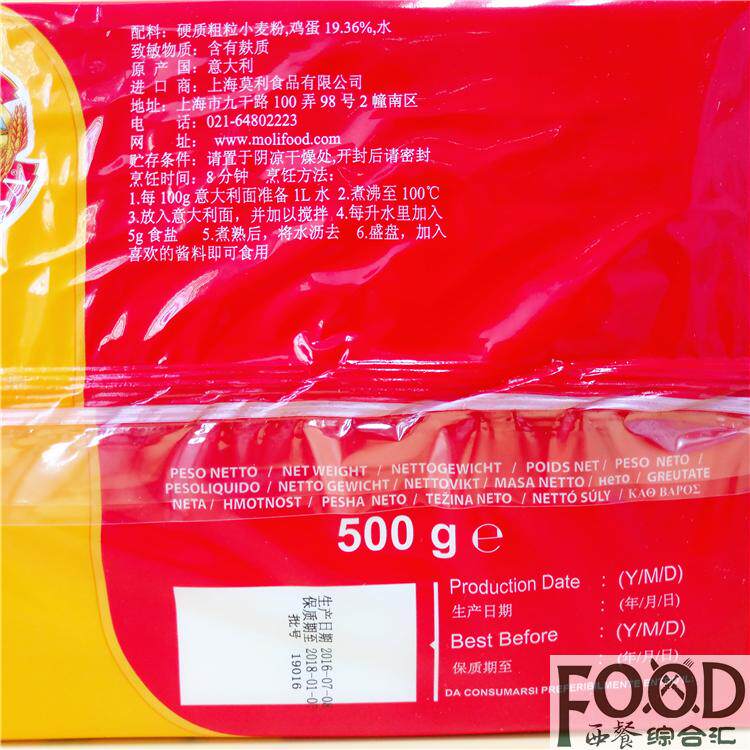 配料: 硬质粗粒小麦粉,鸡蛋 19.36%,水
致敏物质: 含有麸质
原 产 国: 意大利
进 口 商: 上海莫利食品有限公司
地址: 上海市九干路 100 弄 98 号 2 幢南区
电 话: 021-64802223
网 址: www.molifood.com
贮存条件: 请置于阴凉干燥处,开封后请密封
烹饪时间: 8 分钟 烹饪方法:
1.每 100g 意大利面准备 1L 水 2.煮沸至 100℃
3.放入意大利面，并加以搅拌 4.每升水里加入
5g 食盐 5.煮熟后，将水沥去 6.盛盘，加入
喜欢的酱料即可食用
PESO NETTO / NET WEIGHT / NETTOGEWICHT / POIDS NET / PESO NETO /
PESOLIQUIDO / NETTO GEWICHT / NETTOVIKT / MASA NETTO / нето / GREUTATE
NETA / HMOTNOST / PESHA NETO / TEŽINA NETO / NETTÓ SÚLY / ΚΑΘ ΒΑΡΟΣ
500 g ℮
生产日期 2016-07-0
保质期至 2018-01-0
批号 19016
Production Date : (Y/M/D)
生产日期 : (年/月/日)
Best Before : (Y/M/D)
保质期至 : (年/月/日)
DA CONSUMARSI PREFERIBILMENTE ENTRO IL:
FOOD
西餐综合汇